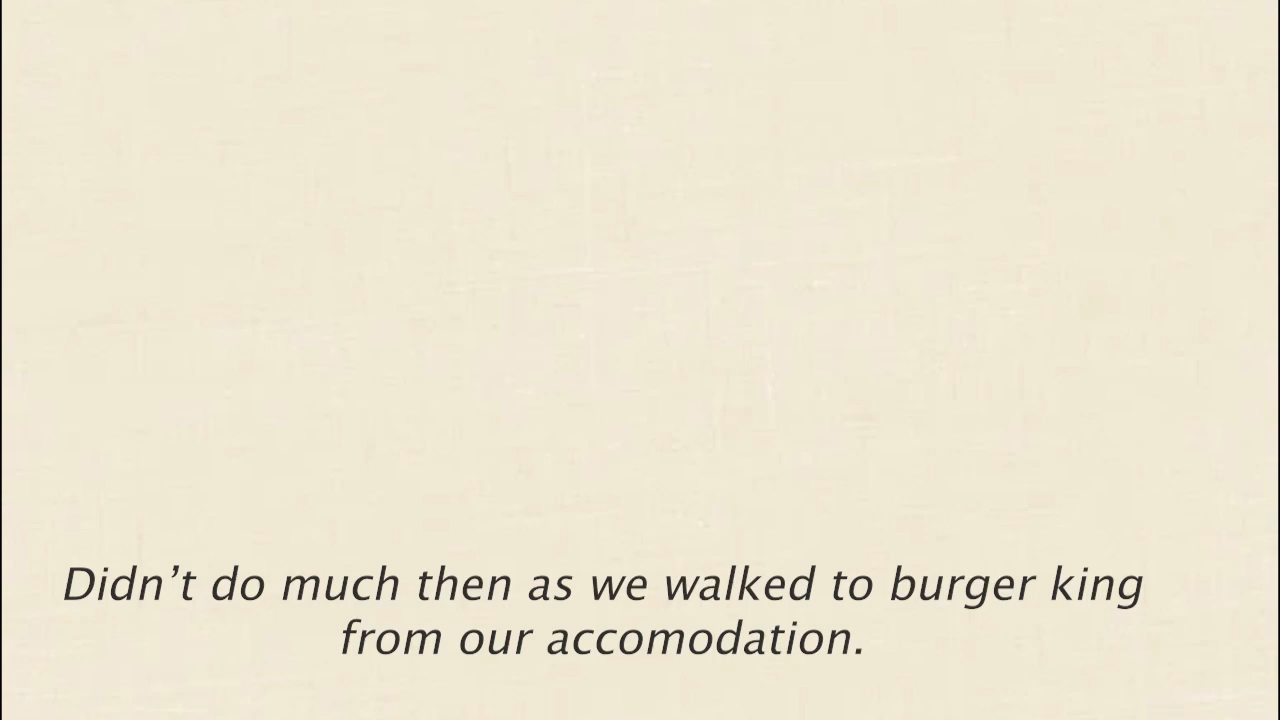 Didn’t do much then as we walked to burger king
from our accomodation.